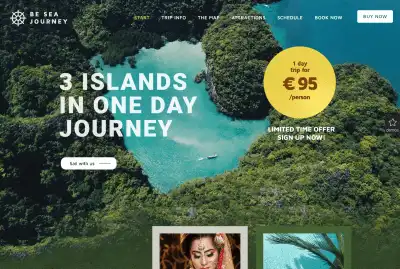 BE SEA
JOURNEY
START
TRIP INFO
THE MAP
ATTRACTIONS
SCHEDULE
BOOK NOW
BUY NOW
3 ISLANDS
IN ONE DAY
JOURNEY
1 day
trip for
€ 95
/person
LIMITED TIME OFFER
SIGN UP NOW!
Sail with us